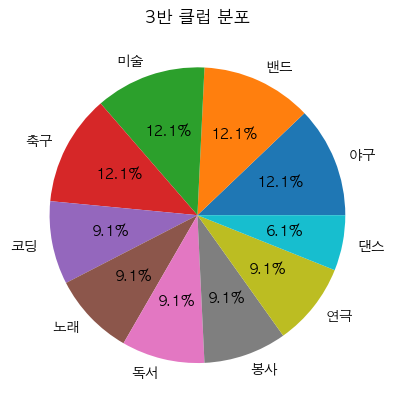 3반 클럽 분포
미술
밴드
축구
12.1%
12.1%
야구
12.1%
12.1%
코딩
9.1%
6.1%
댄스
9.1%
9.1%
노래
9.1%
9.1%
연극
독서
봉사